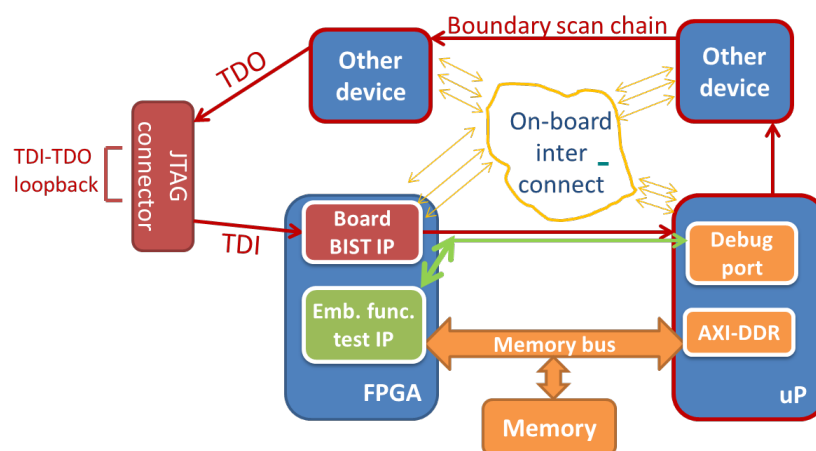 Boundary scan chain
Other
device
Other
device
TDO
On-board
inter
connect
JTAG
connector
TDI-TDO
loopback
TDI
Board
BIST IP
Debug
port
Emb. func.
test IP
Memory bus
AXI-DDR
FPGA
uP
Memory